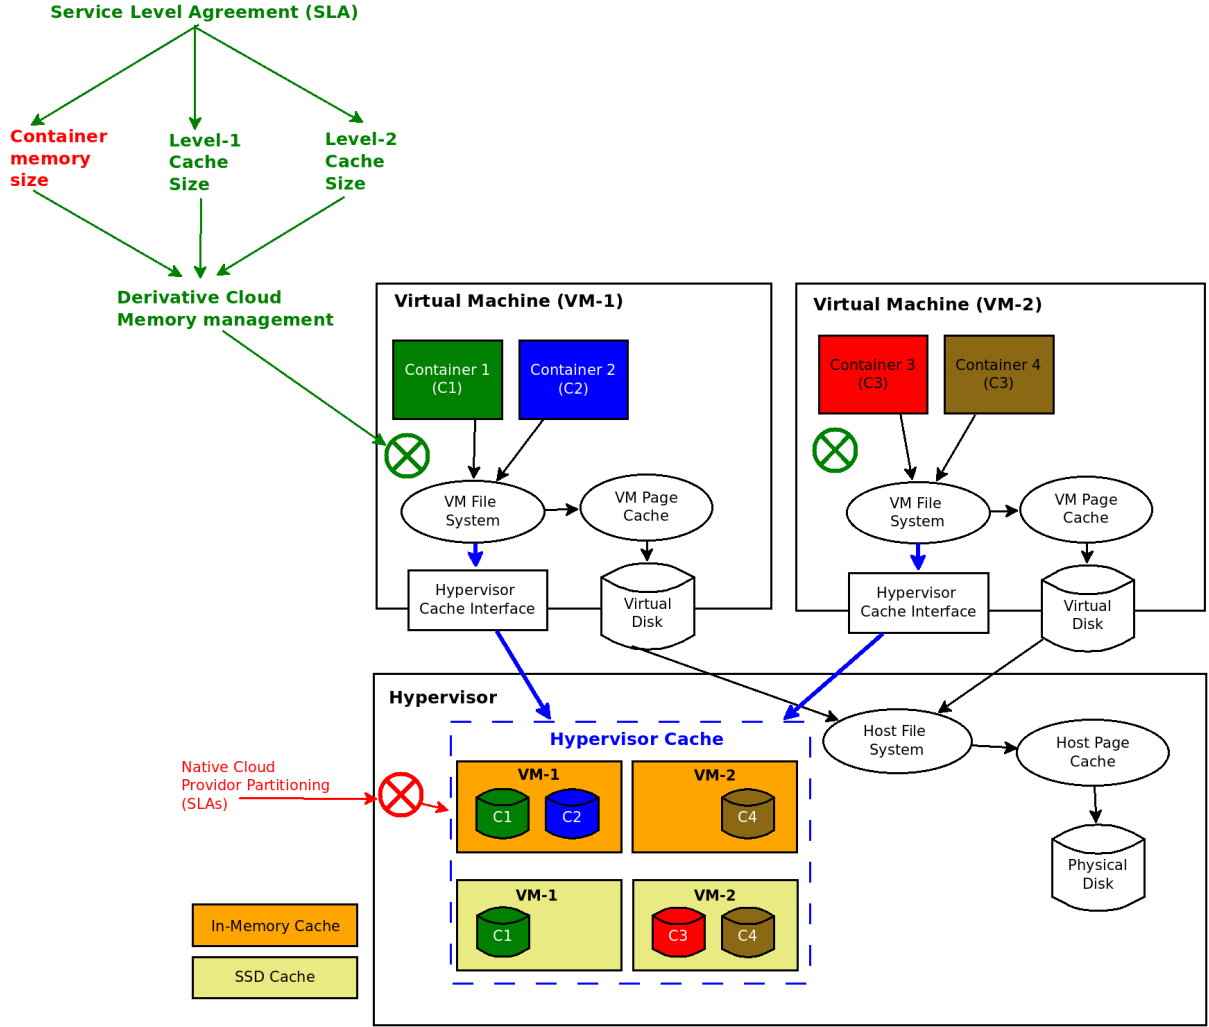 Service Level Agreement (SLA)
Container
memory
size
Level-1
Cache
Size
Level-2
Cache
Size
Derivative Cloud
Memory management
Virtual Machine (VM-1)
Container 1
(C1)
Container 2
(C2)
VM File
System
VM Page
Cache
Hypervisor
Cache Interface
Virtual
Disk
Virtual Machine (VM-2)
Container 3
(C3)
Container 4
(C3)
VM File
System
VM Page
Cache
Hypervisor
Cache Interface
Virtual
Disk
Hypervisor
Hypervisor Cache
VM-1
C1
C2
VM-2
C4
VM-1
C1
VM-2
C3
C4
Host File
System
Host Page
Cache
Physical
Disk
Native Cloud
Providor Partitioning
(SLAs)
In-Memory Cache
SSD Cache